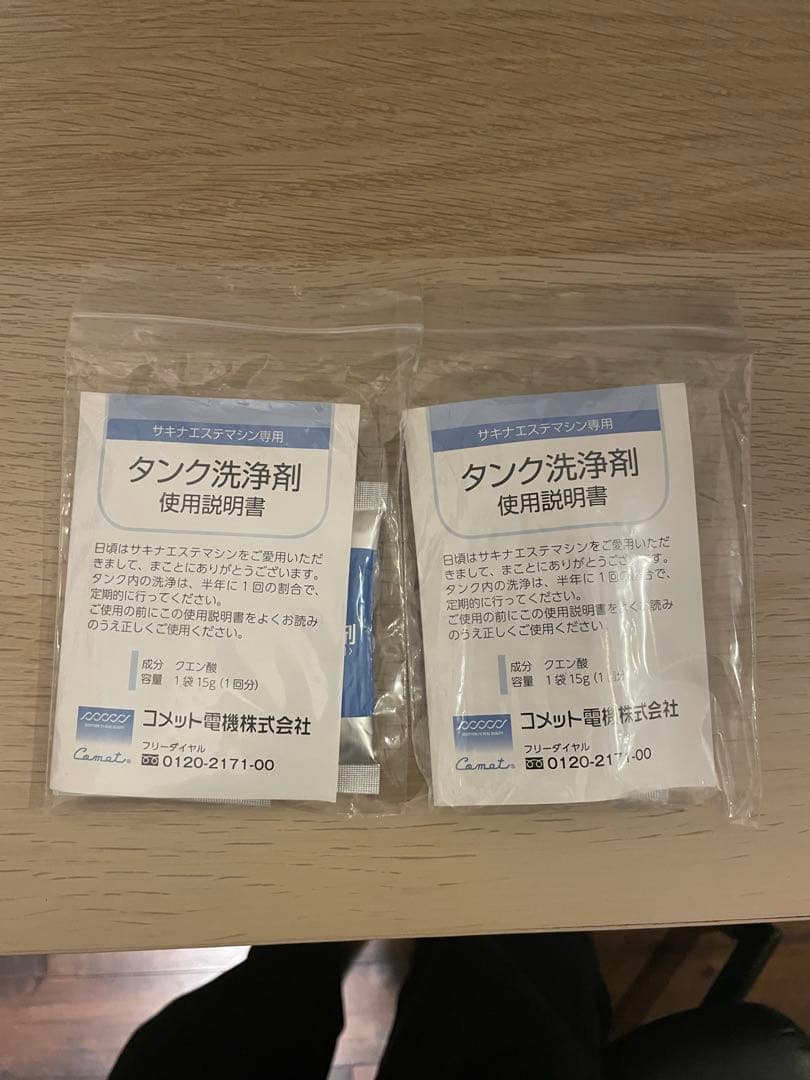 サキナエステマシン専用
タンク洗浄剤
使用説明書
日頃はサキナエステマシンをご愛用いただ
きまして、まことにありがとうございます。
タンク内の洗浄は、半年に1回の割合で、
定期的に行ってください。
ご使用の前にこの使用説明書をよくお読み
のうえ正しくご使用ください。
成分 クエン酸
容量 1袋15g(1回分)
コメット電機株式会社
Comet®
フリーダイヤル
0120-2171-00
剤
サキナエステマシン専用
タンク洗浄剤
使用説明書
日頃はサキナエステマシンをご愛用いただ
きまして、まことにありがとうございます。
タンク内の洗浄は、半年に1回の割合で、
定期的に行ってください。
ご使用の前にこの使用説明書をよくお読み
のうえ正しくご使用ください。
成分 クエン酸
容量 1袋15g(1回分)
コメット電機株式会社
Comet®
フリーダイヤル
0120-2171-00